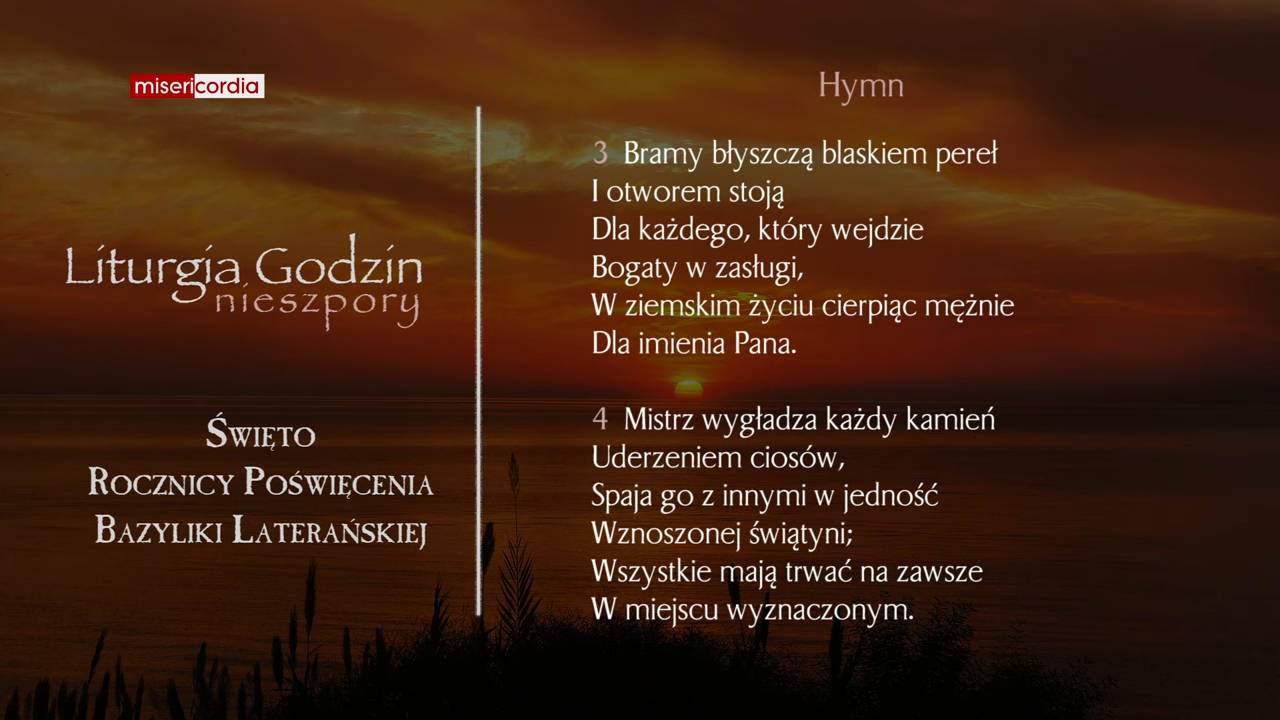 misericordia
Liturgia Godzin
nieszpory
Święto
Rocznicy Poświęcenia
Bazyliki Laterańskiej
Hymn
3 Bramy błyszczą blaskiem pereł
I otworem stoją
Dla każdego, który wejdzie
Bogaty w zasługi,
W ziemskim życiu cierpiąc mężnie
Dla imienia Pana.
4 Mistrz wygładza każdy kamień
Uderzeniem ciosów,
Spaja go z innymi w jedność
Wznoszonej świątyni;
Wszystkie mają trwać na zawsze
W miejscu wyznaczonym.